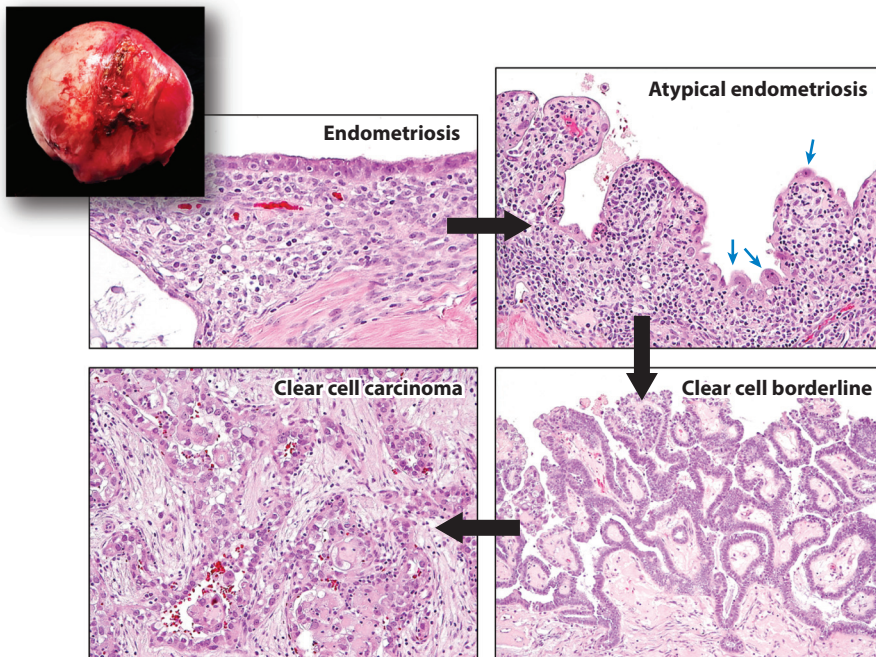 Endometriosis
Atypical endometriosis
Clear cell carcinoma
Clear cell borderline